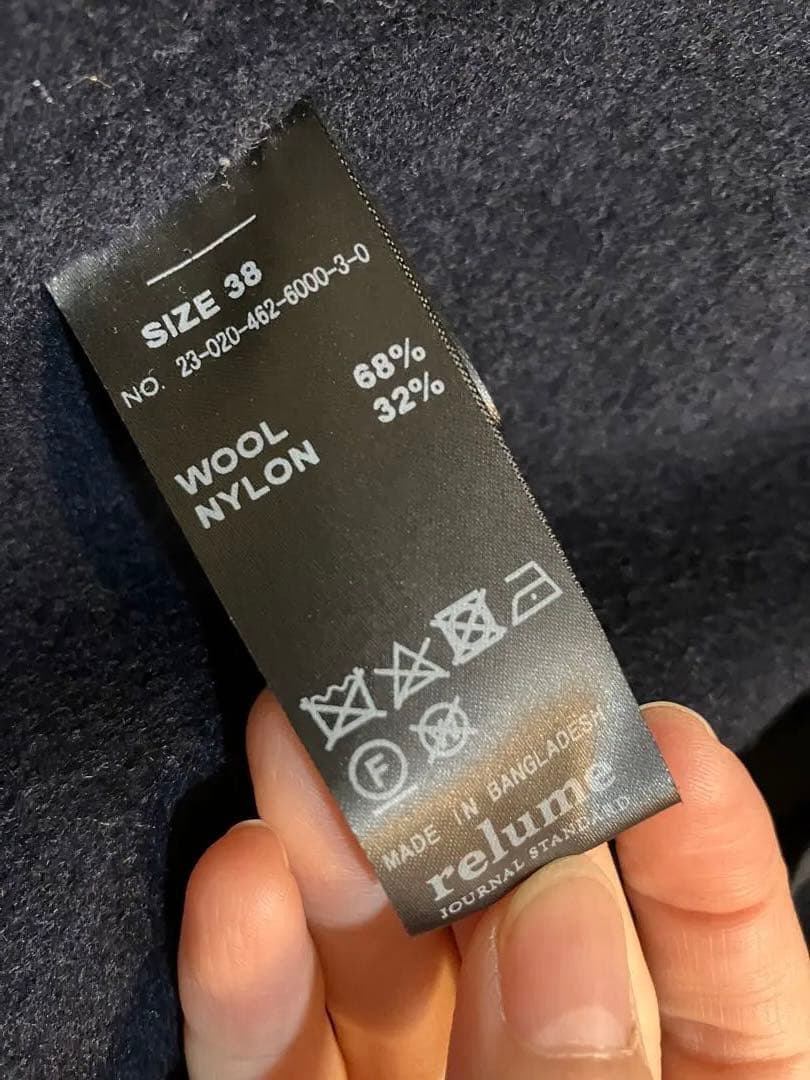 SIZE 38
NO. 23-020-462-6000-3-0
WOOL 68%
NYLON 32%
F
W
MADE IN BANGLADESH
relume
JOURNAL STANDARD